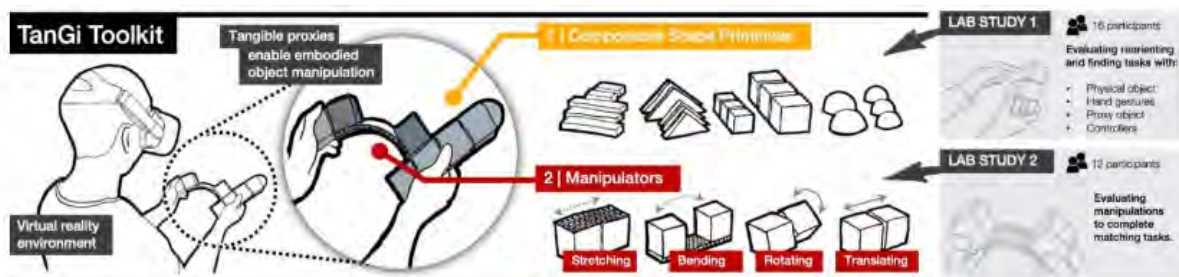 TanGi Toolkit
Tangible proxies
enable embodied
object manipulation
Virtual reality
environment
1 | Composable Shape Primitives
2 | Manipulators
Stretching
Bending
Rotating
Translating
LAB STUDY 1
16 participants
Evaluating reorienting
and finding tasks with:
• Physical object
• Hand gestures
• Proxy object
• Controllers
LAB STUDY 2
12 participants
Evaluating
manipulations
to complete
matching tasks.